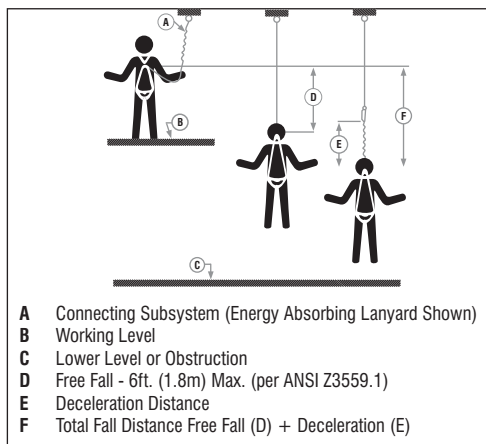 A
B
C
D
E
F
A Connecting Subsystem (Energy Absorbing Lanyard Shown)
B Working Level
C Lower Level or Obstruction
D Free Fall - 6ft. (1.8m) Max. (per ANSI Z3559.1)
E Deceleration Distance
F Total Fall Distance Free Fall (D) + Deceleration (E)